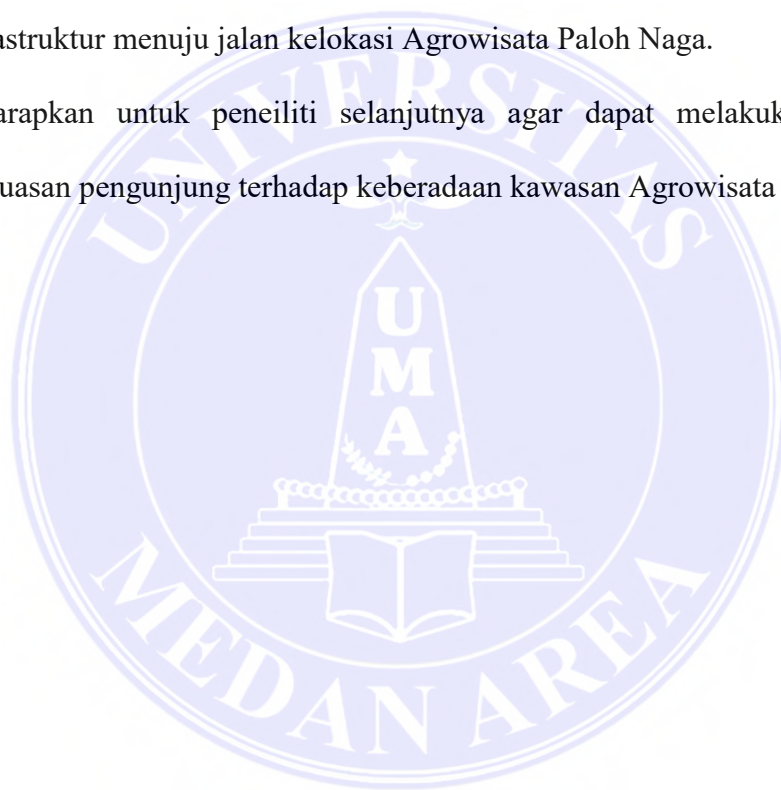 astruktur menuju jalan kelokasi Agrowisata Paloh Naga.
arapkan untuk peneiliti selanjutnya agar dapat melakuk
uasan pengunjung terhadap keberadaan kawasan Agrowisata
UNIVERSITAS
U
M
A
MEDAN AREA